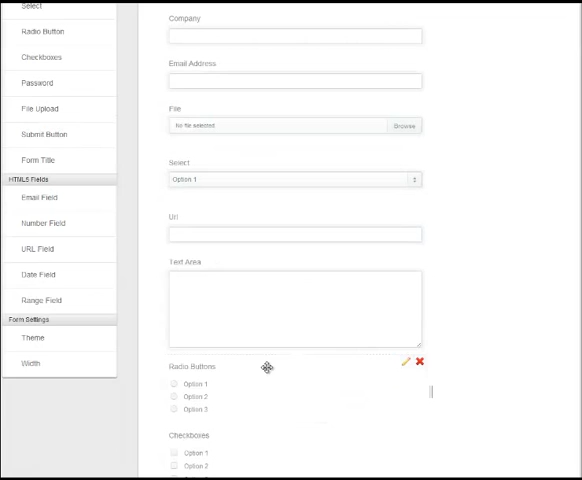 Select
Radio Button
Checkboxes
Password
File Upload
Submit Button
Form Title
HTML5 Fields
Email Field
Number Field
URL Field
Date Field
Range Field
Form Settings
Theme
Width
Company
Email Address
File
No file selected
Browse
Select
Option 1
Url
Text Area
Radio Buttons
Option 1
Option 2
Option 3
Checkboxes
Option 1
Option 2